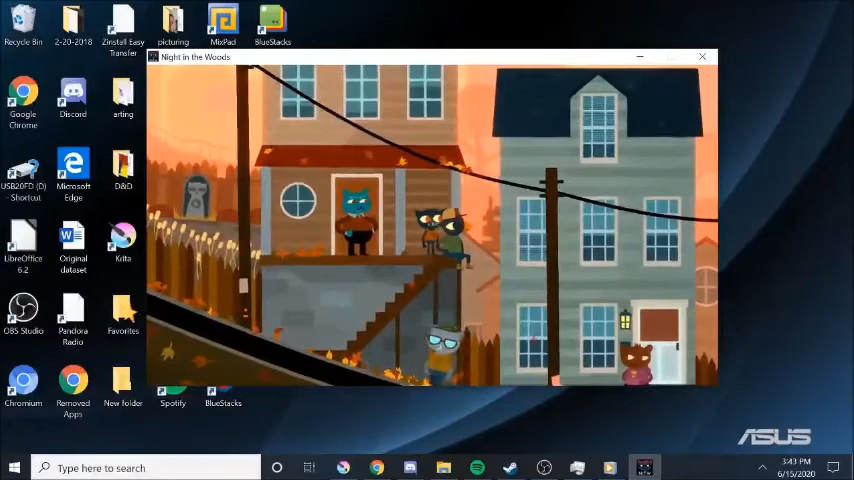 Recycle Bin
2-20-2018
Zinstall Easy
Transfer
picturing
MixPad
BlueStacks
Night in the Woods
Google
Chrome
Discord
arting
USB20FD (D)
- Shortcut
Microsoft
Edge
D&D
LibreOffice
6.2
Original
dataset
Krita
OBS Studio
Pandora
Radio
Favorites
Chromium
Removed
Apps
New folder
Spotify
BlueStacks
ASUS
Type here to search
3:43 PM
6/15/2020